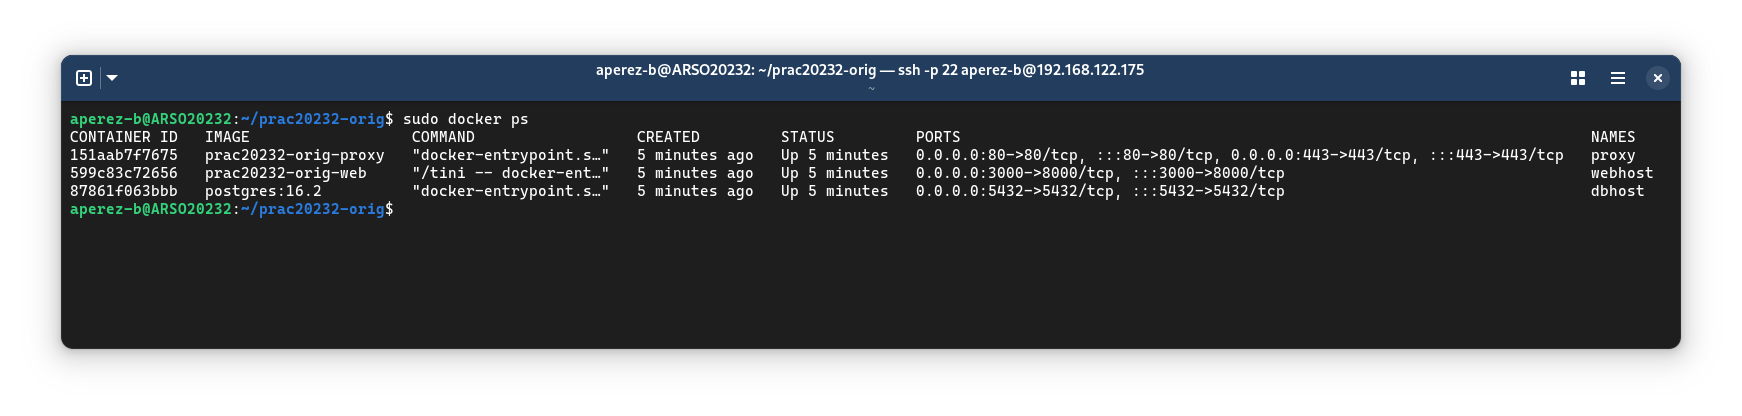 aperez-b@ARSO20232: ~/prac20232-orig — ssh -p 22 aperez-b@192.168.122.175
~
aperez-b@ARSO20232:~/prac20232-orig$ sudo docker ps
CONTAINER ID   IMAGE                  COMMAND                  CREATED         STATUS         PORTS                                                                      NAMES
151aab7f7675   prac20232-orig-proxy   "docker-entrypoint.s…"   5 minutes ago   Up 5 minutes   0.0.0.0:80->80/tcp, :::80->80/tcp, 0.0.0.0:443->443/tcp, :::443->443/tcp   proxy
599c83c72656   prac20232-orig-web     "/tini -- docker-ent…"   5 minutes ago   Up 5 minutes   0.0.0.0:3000->8000/tcp, :::3000->8000/tcp                                  webhost
87861f063bbb   postgres:16.2          "docker-entrypoint.s…"   5 minutes ago   Up 5 minutes   0.0.0.0:5432->5432/tcp, :::5432->5432/tcp                                  dbhost
aperez-b@ARSO20232:~/prac20232-orig$